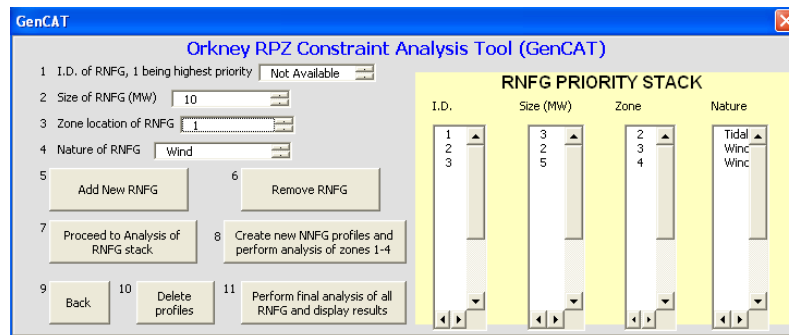 GenCAT
Orkney RPZ Constraint Analysis Tool (GenCAT)
1 I.D. of RNFG, 1 being highest priority Not Available
2 Size of RNFG (MW) 10
3 Zone location of RNFG 1
4 Nature of RNFG Wind
5 Add New RNFG
6 Remove RNFG
7 Proceed to Analysis of
RNFG stack
8 Create new NNFG profiles and
perform analysis of zones 1-4
9 Back
10 Delete
profiles
11 Perform final analysis of all
RNFG and display results
RNFG PRIORITY STACK
I.D. Size (MW) Zone Nature
1 3 2 Tidal
2 2 3 Winc
3 5 4 Winc